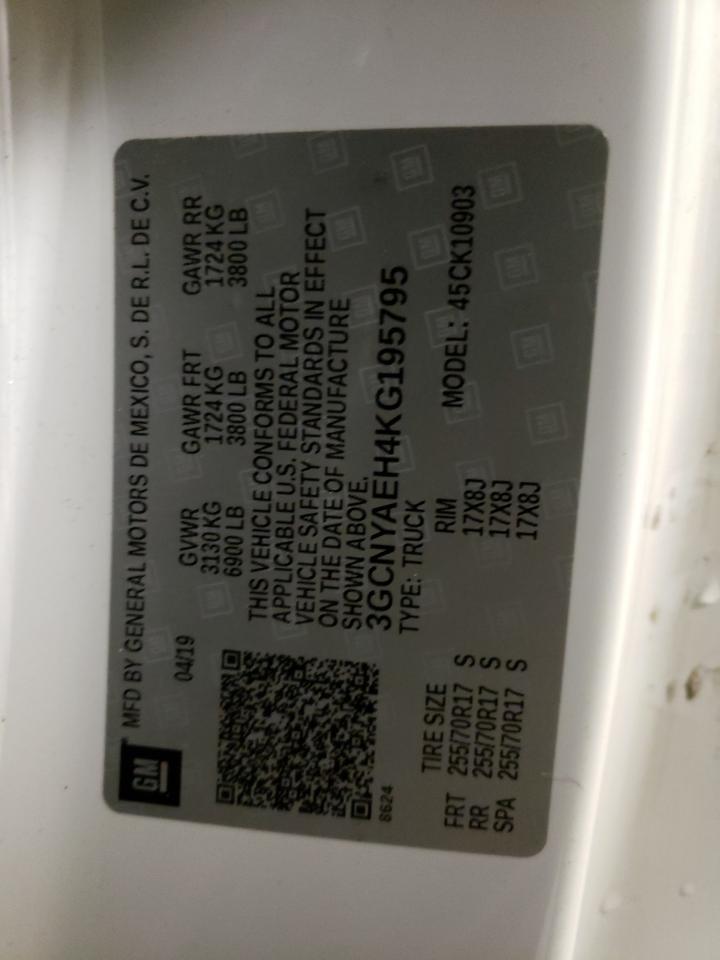 GM
MFD BY GENERAL MOTORS DE MEXICO, S. DE R.L. DE C.V.
04/19
GVWR GAWR FRT GAWR RR
3130 KG 1724 KG 1724 KG
6900 LB 3800 LB 3800 LB
THIS VEHICLE CONFORMS TO ALL
APPLICABLE U.S. FEDERAL MOTOR
VEHICLE SAFETY STANDARDS IN EFFECT
ON THE DATE OF MANUFACTURE
SHOWN ABOVE.
3GCNYAEH4KG195795
8624
TYPE: TRUCK
TIRE SIZE RIM MODEL: 45CK10903
FRT 255/70R17 S 17X8J
RR 255/70R17 S 17X8J
SPA 255/70R17 S 17X8J